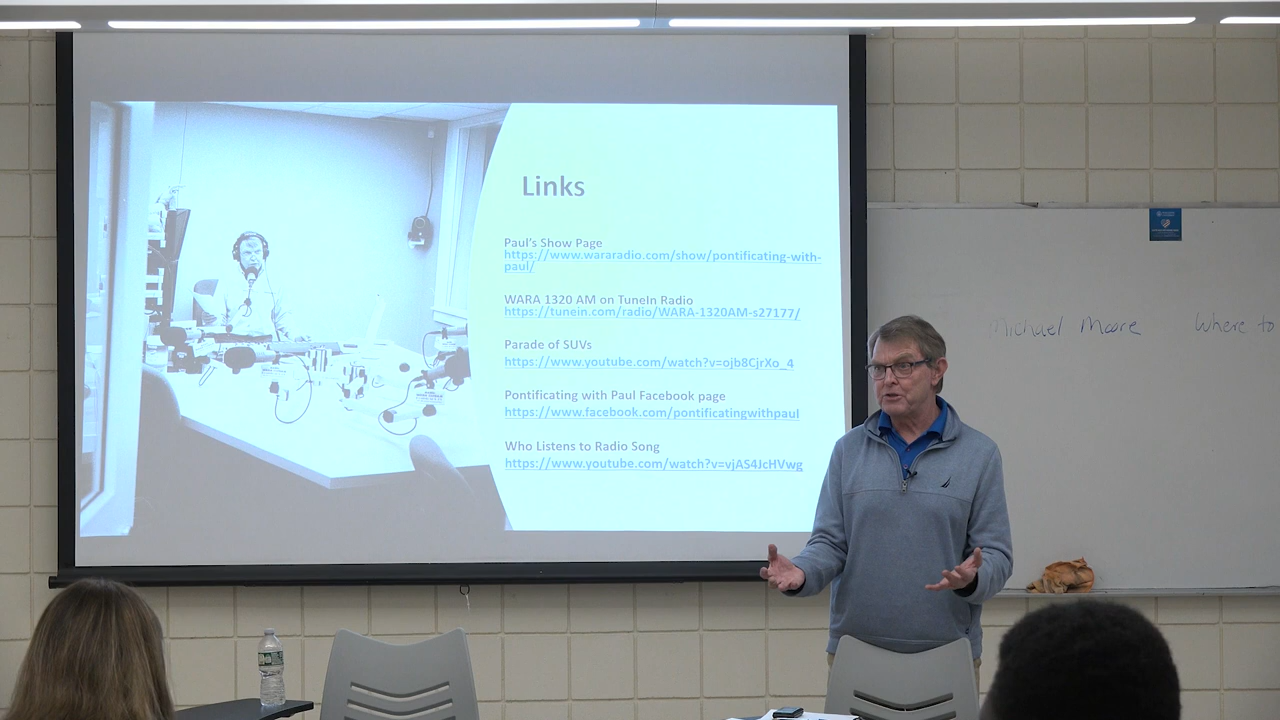 Links
Paul's Show Page
https://www.wararadio.com/show/pontificating-with-
paul/
WARA 1320 AM on TuneIn Radio
https://tunein.com/radio/WARA-1320AM-s27177/
Parade of SUVs
https://www.youtube.com/watch?v=ojb8CjrXo_4
Pontificating with Paul Facebook page
https://www.facebook.com/pontificatingwithpaul
Who Listens to Radio Song
https://www.youtube.com/watch?v=vjAS4JcHVwg
Michael Moore Where to